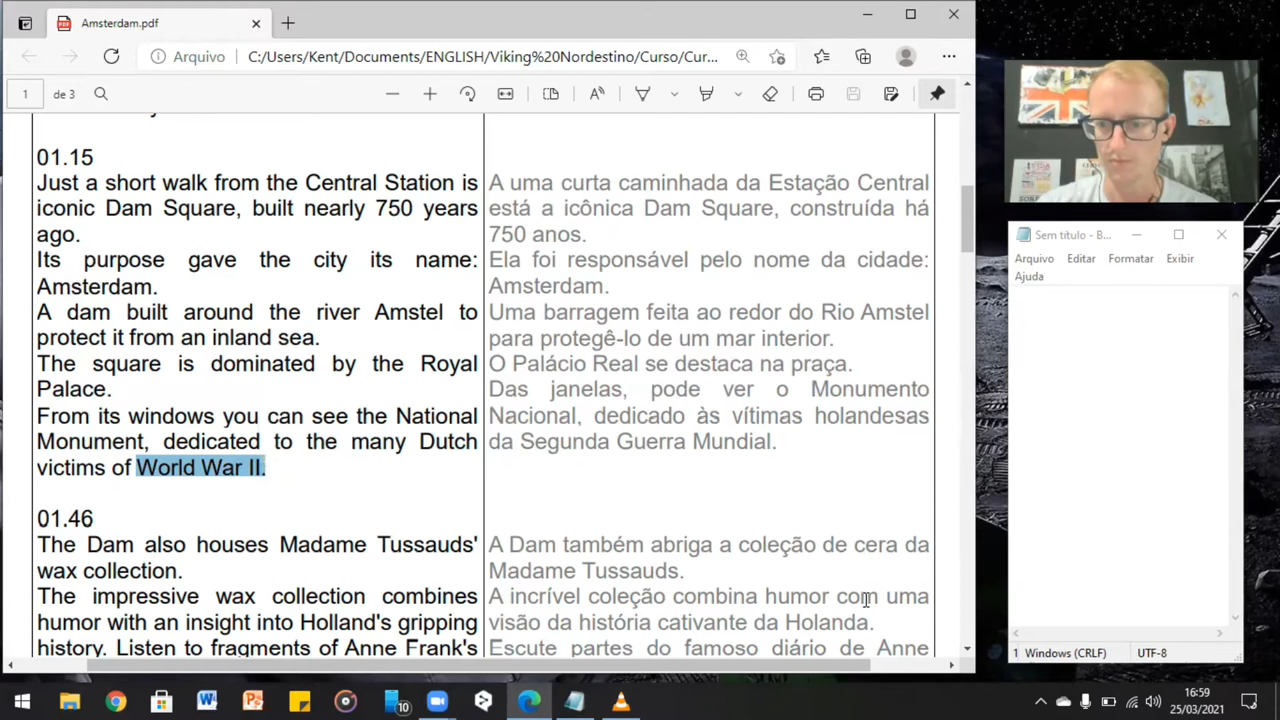 Amsterdam.pdf
Arquivo
C:/Users/Kent/Documents/ENGLISH/Viking%20Nordestino/Curso/Cur...
1
de 3
01.15
Just a short walk from the Central Station is
iconic Dam Square, built nearly 750 years
ago.
Its purpose gave the city its name:
Amsterdam.
A dam built around the river Amstel to
protect it from an inland sea.
The square is dominated by the Royal
Palace.
From its windows you can see the National
Monument, dedicated to the many Dutch
victims of World War II.
01.46
The Dam also houses Madame Tussauds'
wax collection.
The impressive wax collection combines
humor with an insight into Holland's gripping
history. Listen to fragments of Anne Frank's
A uma curta caminhada da Estação Central
está a icônica Dam Square, construída há
750 anos.
Ela foi responsável pelo nome da cidade:
Amsterdam.
Uma barragem feita ao redor do Rio Amstel
para protegê-lo de um mar interior.
O Palácio Real se destaca na praça.
Das janelas, pode ver o Monumento
Nacional, dedicado às vítimas holandesas
da Segunda Guerra Mundial.
A Dam também abriga a coleção de cera da
Madame Tussauds.
A incrível coleção combina humor com uma
visão da história cativante da Holanda.
Escute partes do famoso diário de Anne
Sem título - B...
Arquivo Editar Formatar Exibir
Ajuda
1 Windows (CRLF) UTF-8
10
16:59
25/03/2021